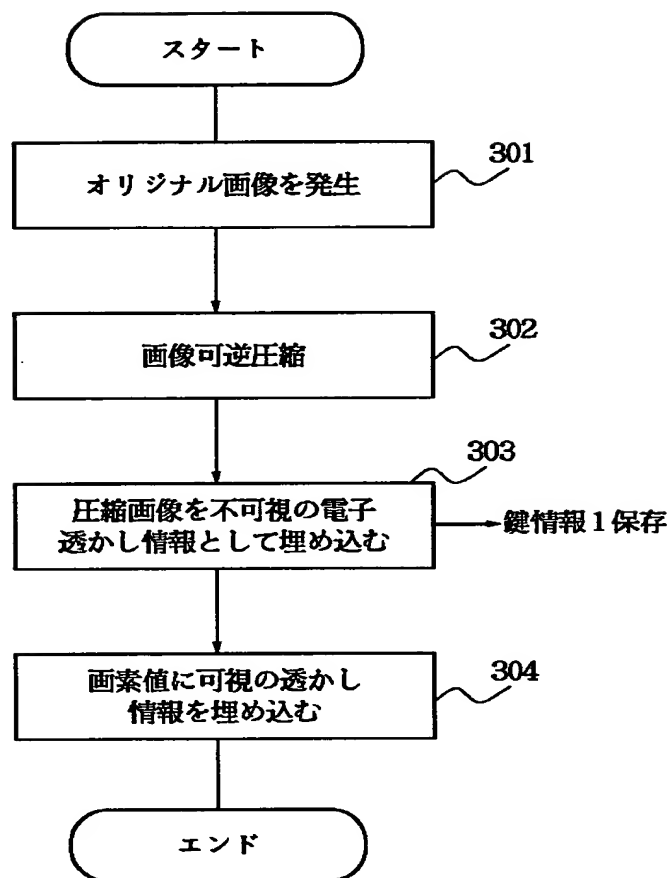 スタート
オリジナル画像を発生
301
画像可逆圧縮
302
303
圧縮画像を不可視の電子
透かし情報として埋め込む
鍵情報1保存
画素値に可視の透かし
情報を埋め込む
304
エンド